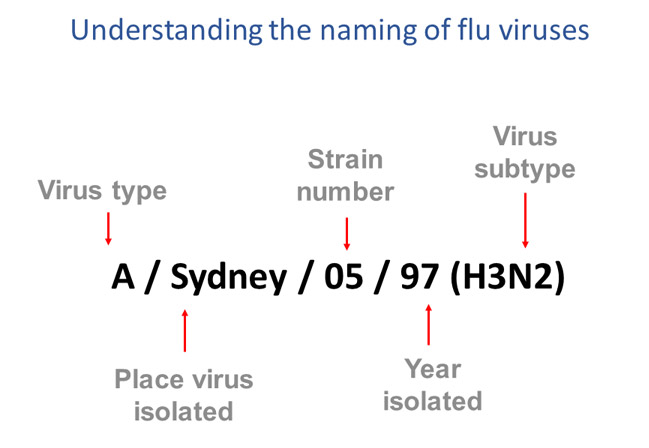 Understanding the naming of flu viruses
Virus type
Strain
number
Virus
subtype
A / Sydney / 05 / 97 (H3N2)
Place virus
isolated
Year
isolated